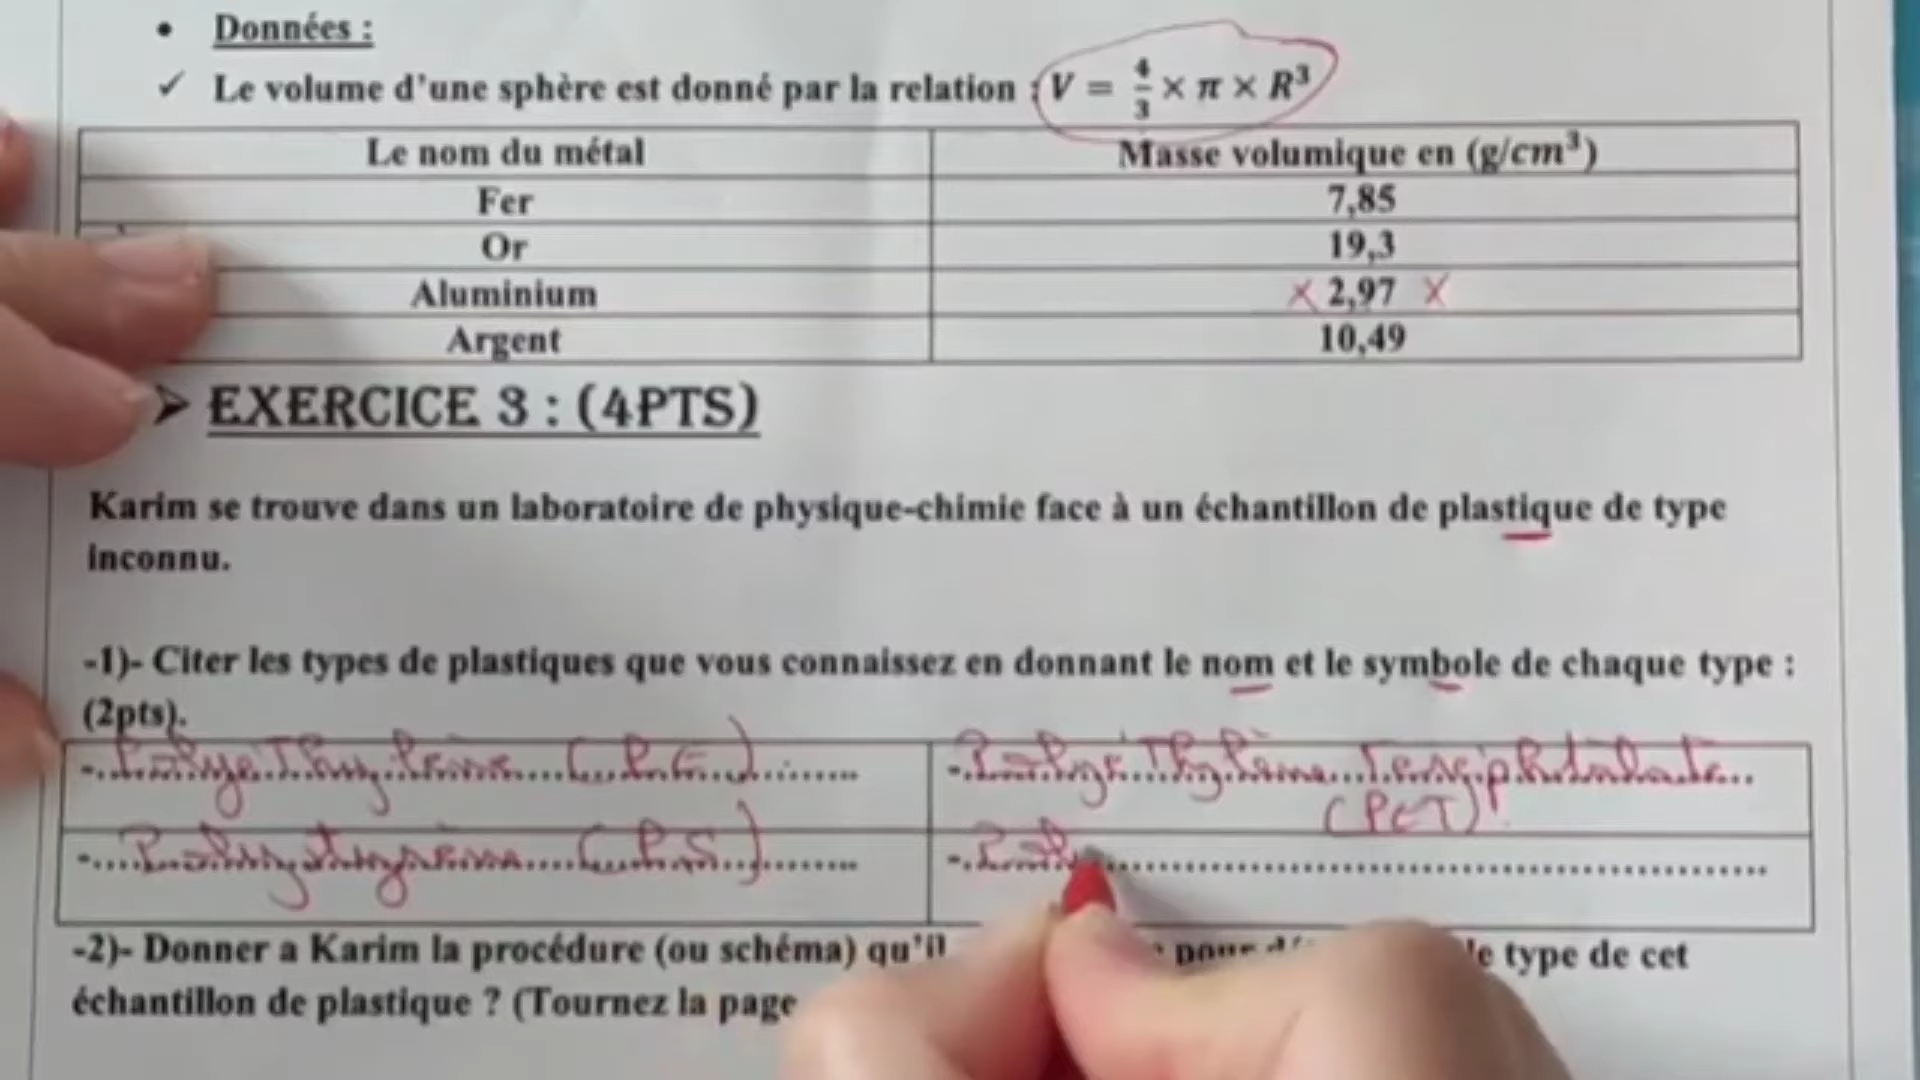 • Données :
✓ Le volume d'une sphère est donné par la relation : V = 4/3 × π × R³
Le nom du métal Masse volumique en (g/cm³)
Fer 7,85
Or 19,3
Aluminium x 2,97 x
Argent 10,49
➤ EXERCICE 3 : (4PTS)
Karim se trouve dans un laboratoire de physique-chimie face à un échantillon de plastique de type
inconnu.
-1)- Citer les types de plastiques que vous connaissez en donnant le nom et le symbole de chaque type :
(2pts).
-Polyethylène (PE) -Polyéthylène Teréphtalate
(PET)
-Polystyrène (PS) -Poly
-2)- Donner a Karim la procédure (ou schéma) qu'il pour le type de cet
échantillon de plastique ? (Tournez la page